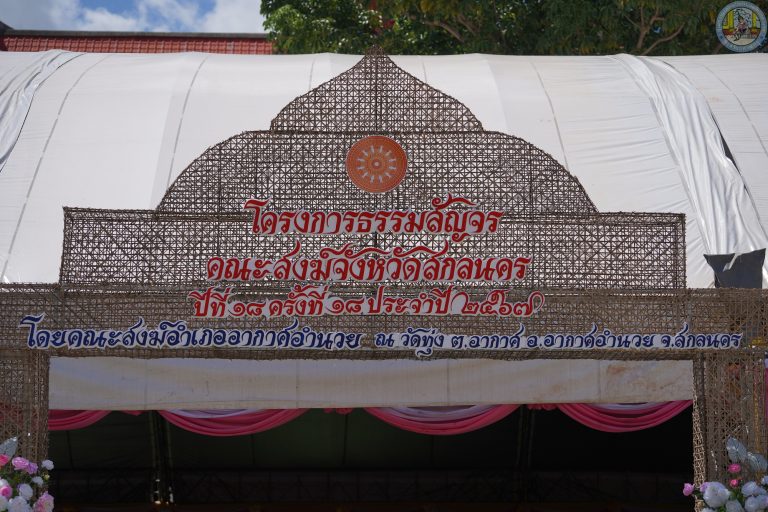 โครงการธรรมสัญจร
คณะสงฆ์จังหวัดสกลนคร
ปีที่ ๑๘ ครั้งที่ ๑๘ ประจำปี ๒๕๖๗
โดยคณะสงฆ์อำเภออากาศอำนวย ณ วัดทุ่ง ต.อากาศ อ.อากาศอำนวย จ.สกลนคร